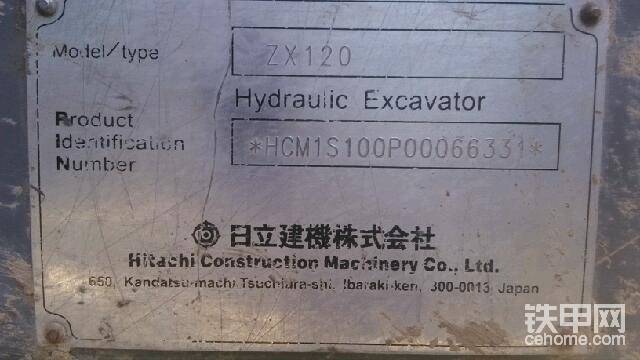 Model/type ZX120
Hydraulic Excavator
Product
Identification
Number
*HCM1S100P00066331*
日立建機株式会社
Hitachi Construction Machinery Co., Ltd.
650, Kandatsu-machi, Tsuchiura-shi, Ibaraki-ken, 300-0013 Japan
铁甲网
cehome.com